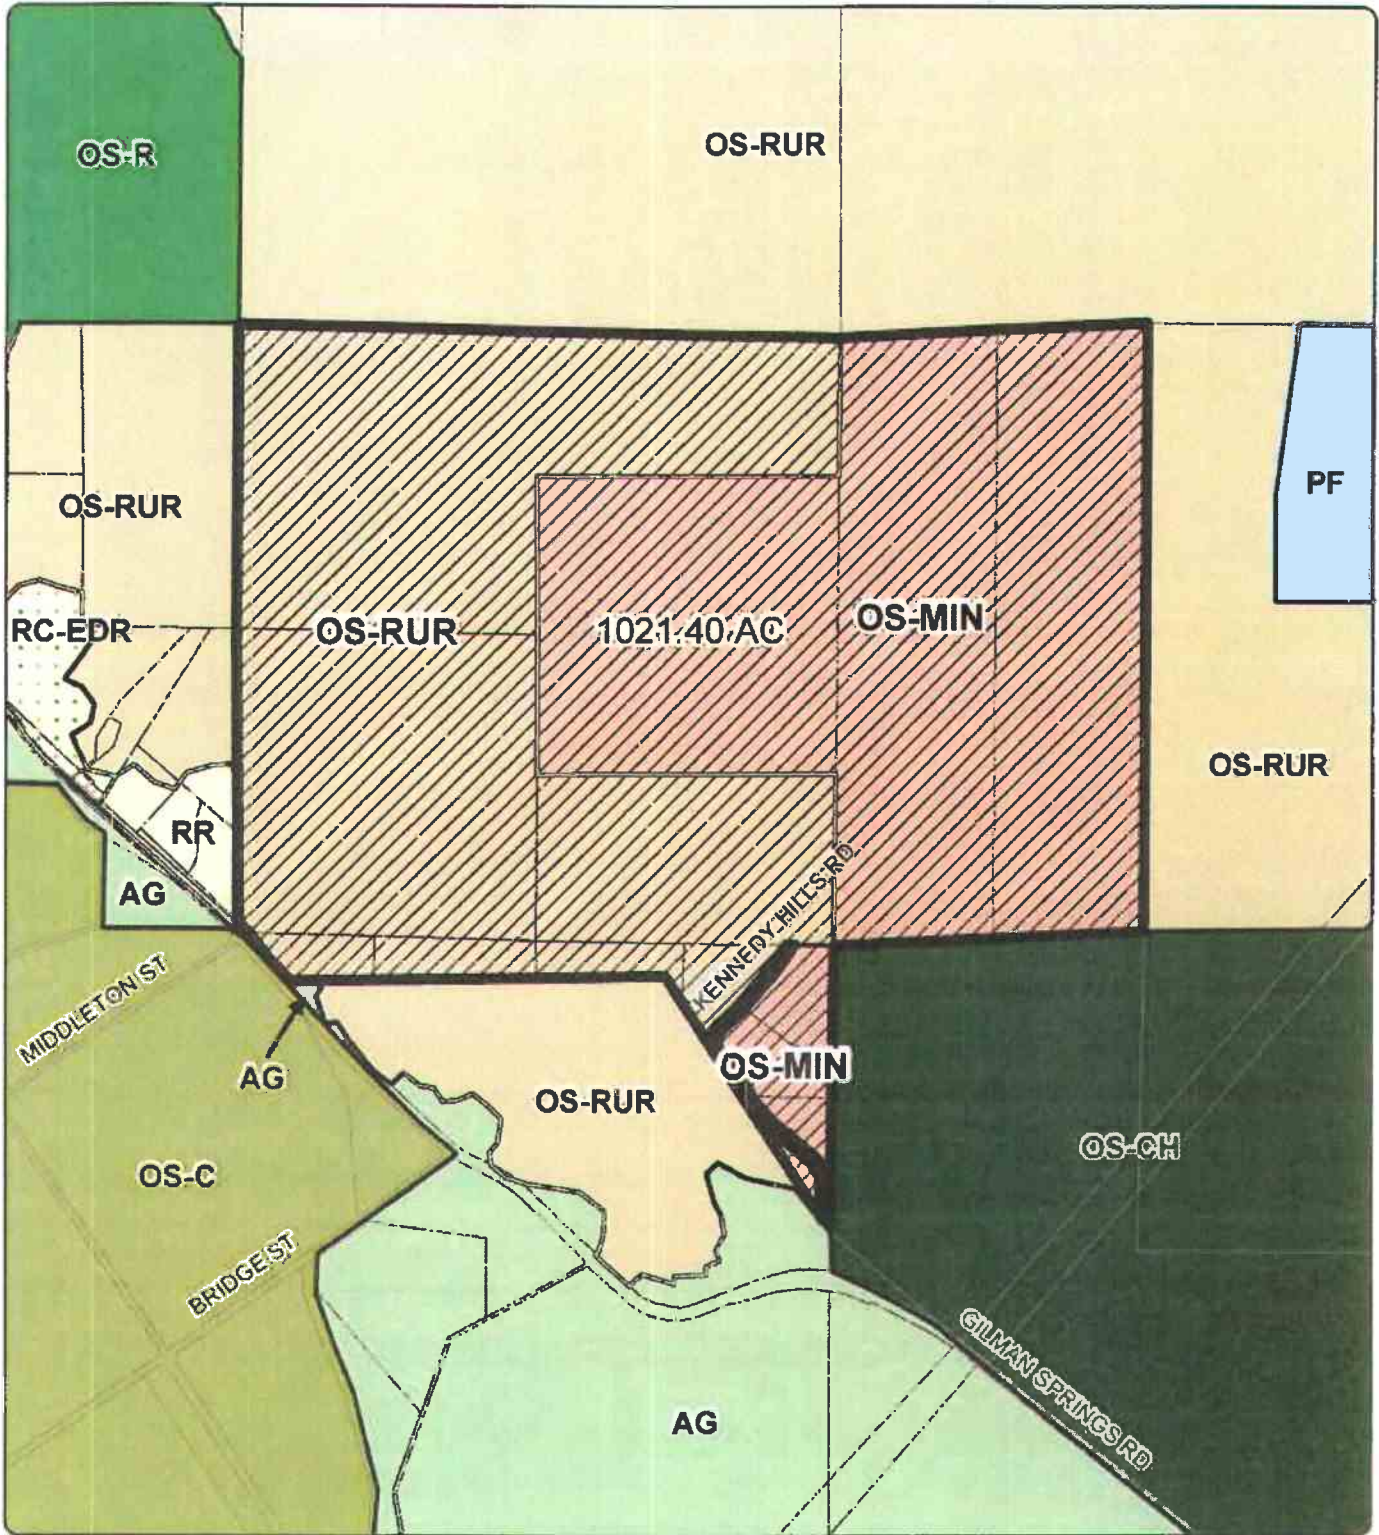 OS-R
OS-RUR
OS-RUR
PF
RC-EDR
OS-RUR
1021.40 AC
OS-MIN
OS-RUR
RR
AG
KENNEDY HILLS RD
MIDDLETON ST
AG
OS-MIN
OS-RUR
OS-CH
OS-C
BRIDGE ST
GILMAN SPRINGS RD
AG